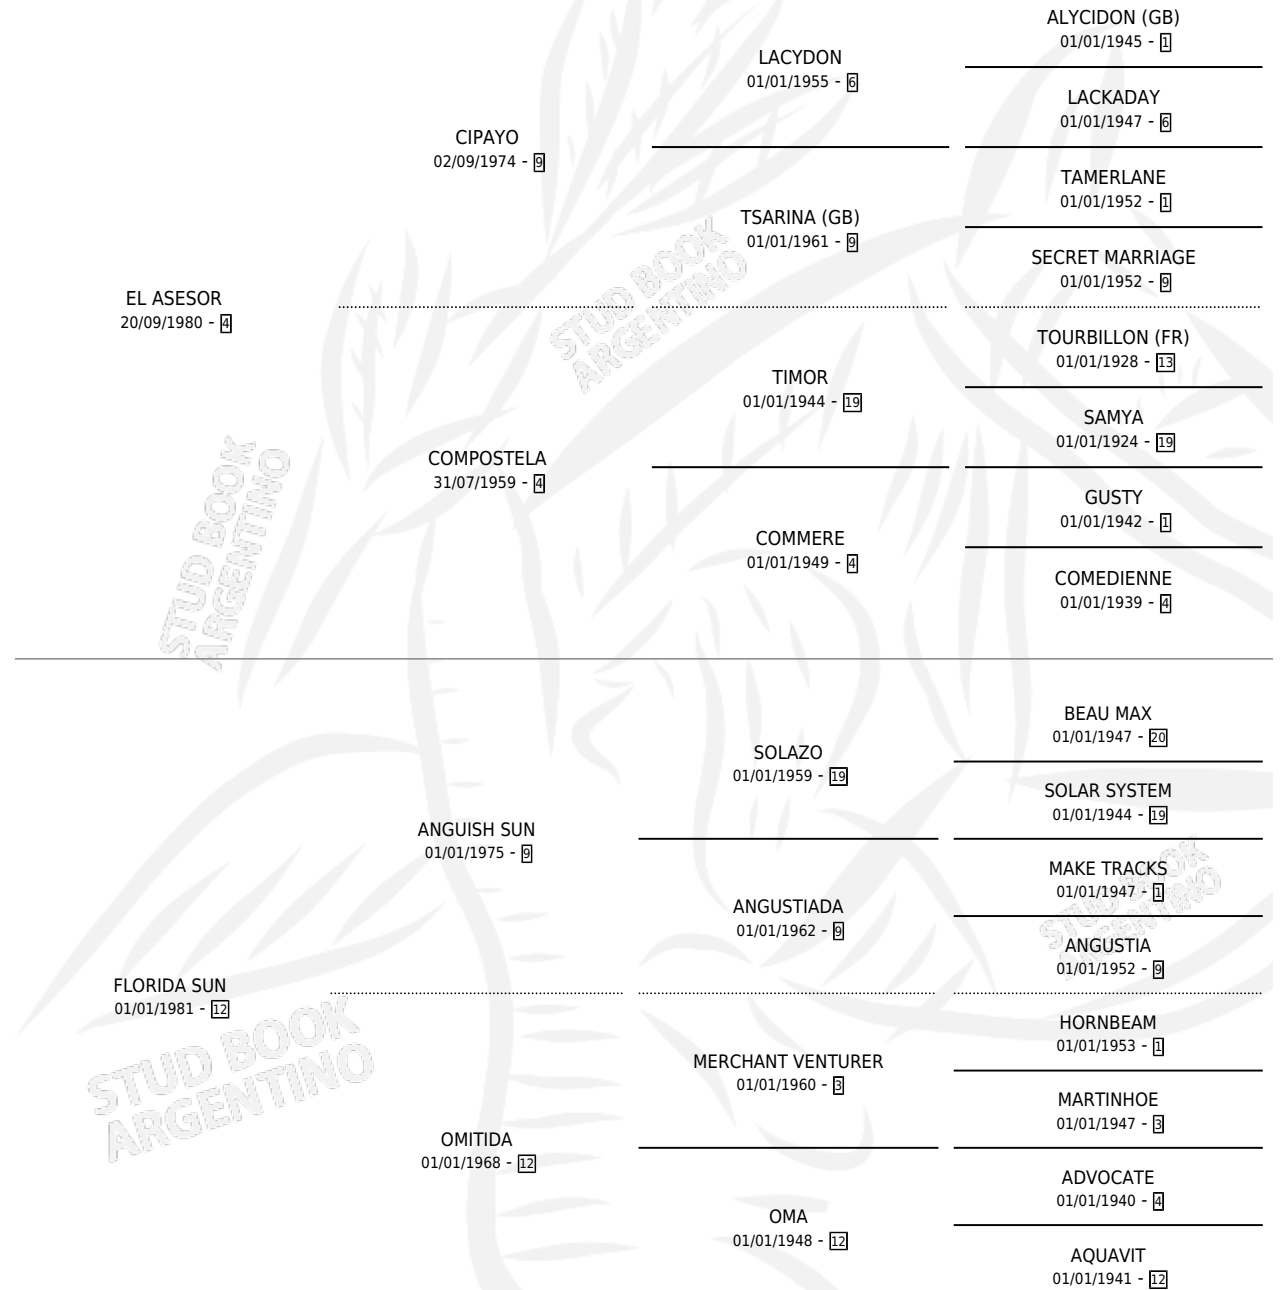 ALYCIDON (GB)
01/01/1945 - 1
LACYDON
01/01/1955 - 6
LACKADAY
01/01/1947 - 6
CIPAYO
02/09/1974 - 9
TAMERLANE
01/01/1952 - 1
TSARINA (GB)
01/01/1961 - 9
SECRET MARRIAGE
01/01/1952 - 9
EL ASESOR
20/09/1980 - 4
TOURBILLON (FR)
01/01/1928 - 13
TIMOR
01/01/1944 - 19
SAMYA
01/01/1924 - 19
COMPOSTELA
31/07/1959 - 4
GUSTY
01/01/1942 - 1
COMMERE
01/01/1949 - 4
COMEDIENNE
01/01/1939 - 4
STUD BOOK
ARGENTINO
STUD BOOK
ARGENTINO
BEAU MAX
01/01/1947 - 20
SOLAZO
01/01/1959 - 19
SOLAR SYSTEM
01/01/1944 - 19
ANGUISH SUN
01/01/1975 - 9
MAKE TRACKS
01/01/1947 - 1
ANGUSTIADA
01/01/1962 - 9
ANGUSTIA
01/01/1952 - 9
STUD BOOK
ARGENTINO
FLORIDA SUN
01/01/1981 - 12
HORNBEAM
01/01/1953 - 1
MERCHANT VENTURER
01/01/1960 - 3
MARTINHOE
01/01/1947 - 3
STUD BOOK
ARGENTINO
OMITIDA
01/01/1968 - 12
ADVOCATE
01/01/1940 - 4
OMA
01/01/1948 - 12
AQUAVIT
01/01/1941 - 12